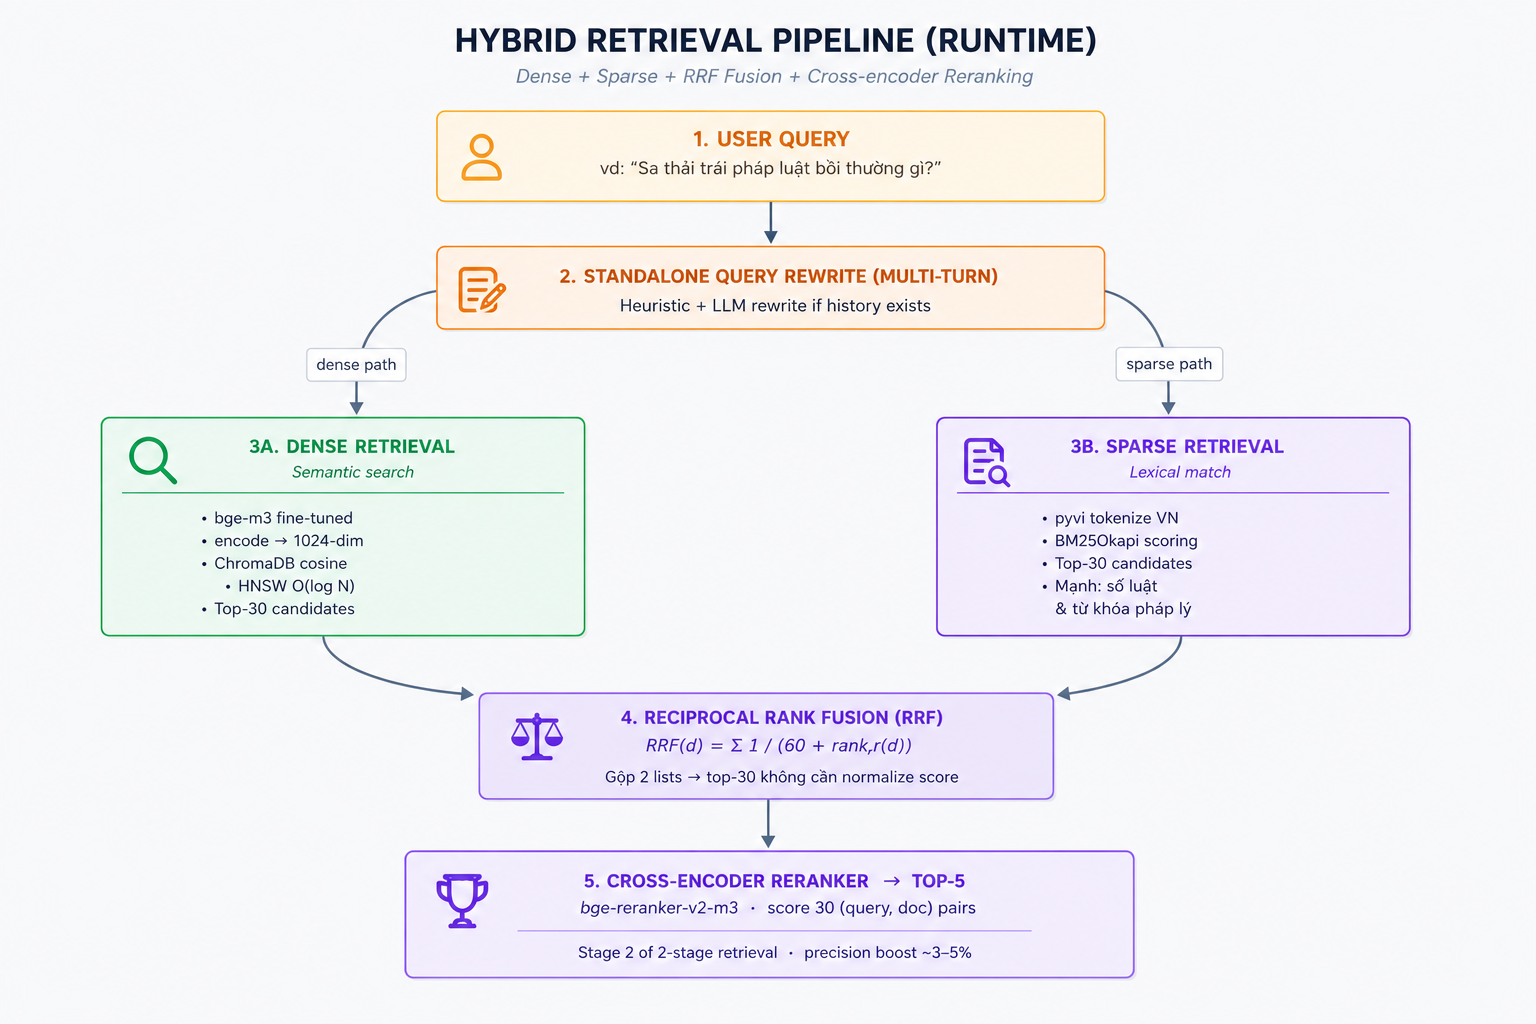 HYBRID RETRIEVAL PIPELINE (RUNTIME)
Dense + Sparse + RRF Fusion + Cross-encoder Reranking
1. USER QUERY
vd: “Sa thải trái pháp luật bồi thường gì?”
2. STANDALONE QUERY REWRITE (MULTI-TURN)
Heuristic + LLM rewrite if history exists
dense path
sparse path
3A. DENSE RETRIEVAL
Semantic search
• bge-m3 fine-tuned
• encode → 1024-dim
• ChromaDB cosine
• HNSW O(log N)
• Top-30 candidates
3B. SPARSE RETRIEVAL
Lexical match
• pyvi tokenize VN
• BM25Okapi scoring
• Top-30 candidates
• Mạnh: số luật
& từ khóa pháp lý
4. RECIPROCAL RANK FUSION (RRF)
RRF(d) = Σ 1 / (60 + rank,r(d))
Gộp 2 lists → top-30 không cần normalize score
5. CROSS-ENCODER RERANKER → TOP-5
bge-reranker-v2-m3 · score 30 (query, doc) pairs
Stage 2 of 2-stage retrieval · precision boost ~3–5%